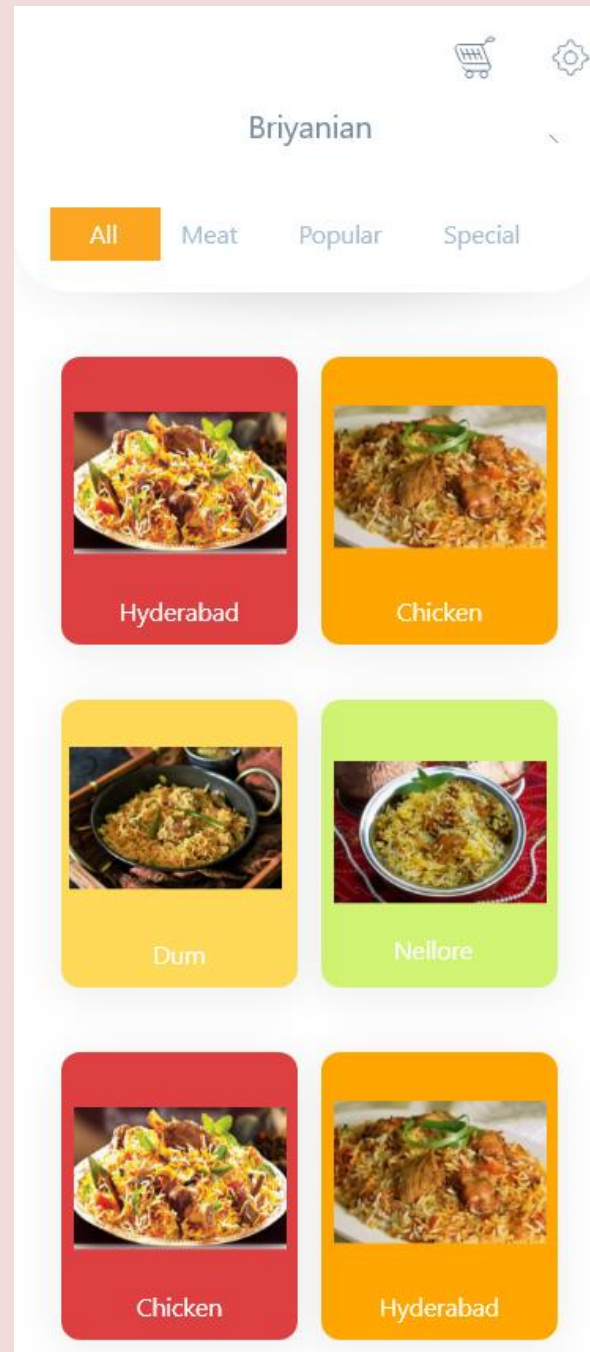 Briyanian
All Meat Popular Special
Hyderabad Chicken
Dum Nellore
Chicken Hyderabad